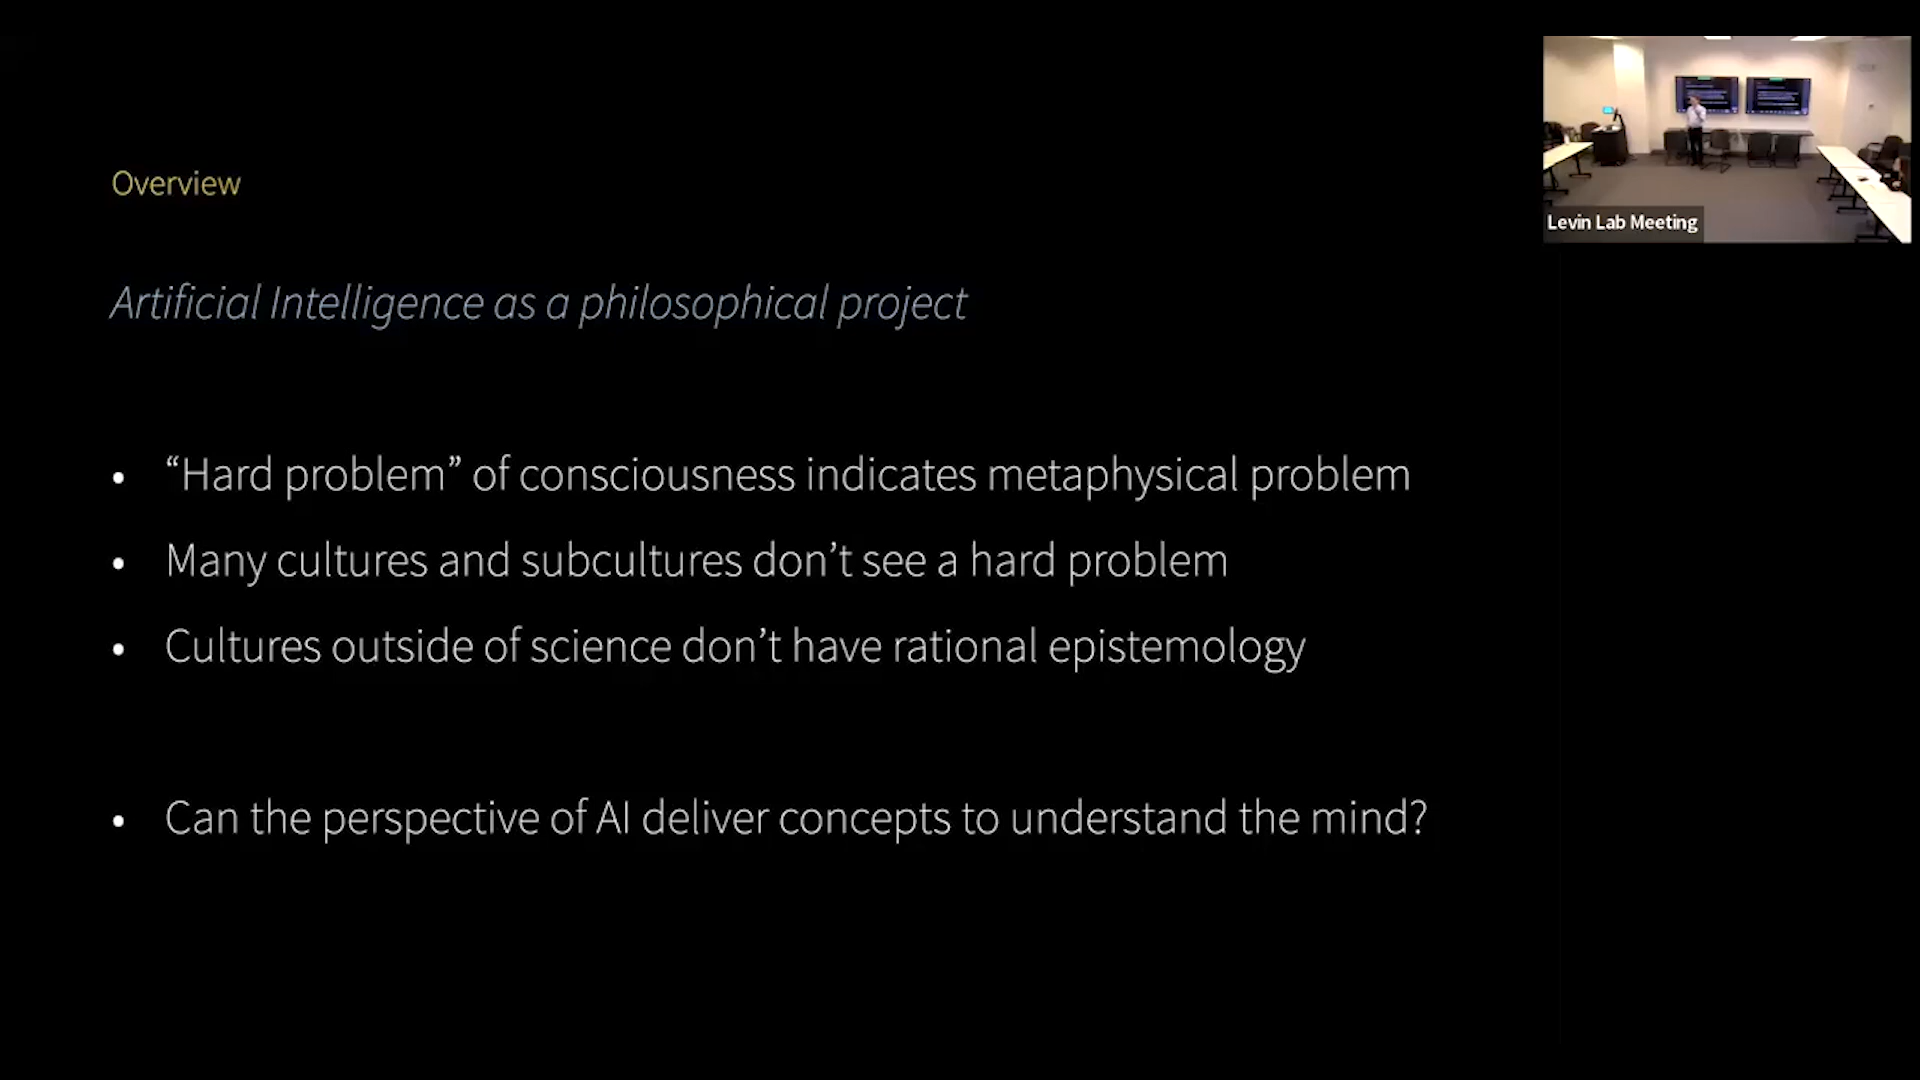 Overview
Levin Lab Meeting
Artificial Intelligence as a philosophical project
• “Hard problem” of consciousness indicates metaphysical problem
• Many cultures and subcultures don’t see a hard problem
• Cultures outside of science don’t have rational epistemology
• Can the perspective of AI deliver concepts to understand the mind?